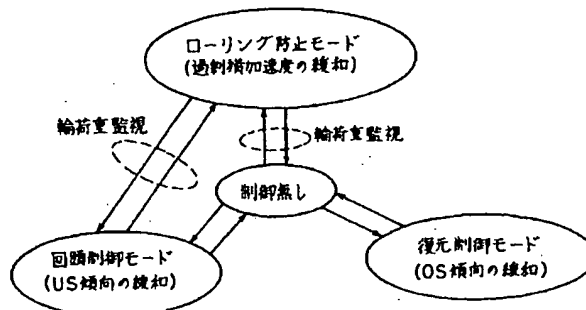 ローリング防止モード
(過剰増加速度の緩和)
輪荷重監視
輪荷重監視
制御無し
回頭制御モード
(US傾向の緩和)
復元制御モード
(OS傾向の緩和)